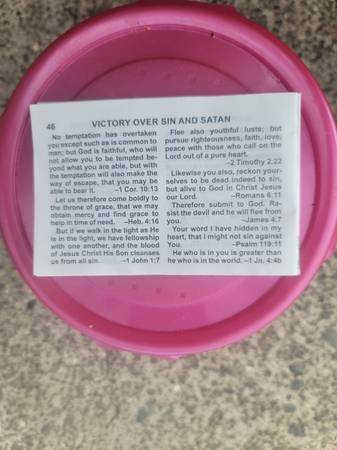 46
VICTORY OVER SIN AND SATAN
No temptation has overtaken
you except such as is common to
man; but God is faithful, who will
not allow you to be tempted be-
yond what you are able, but with
the temptation will also make the
way of escape, that you may be
able to bear it. –1 Cor. 10:13
Let us therefore come boldly to
the throne of grace, that we may
obtain mercy and find grace to
help in time of need. –Heb. 4:16
But if we walk in the light as He
is in the light, we have fellowship
with one another, and the blood
of Jesus Christ His Son cleanses
us from all sin. –1 John 1:7
Flee also youthful lusts; but
pursue righteousness, faith, love,
peace with those who call on the
Lord out of a pure heart.
–2 Timothy 2:22
Likewise you also, reckon your-
selves to be dead indeed to sin,
but alive to God in Christ Jesus
our Lord. –Romans 6:11
Therefore submit to God. Re-
sist the devil and he will flee from
you. –James 4:7
Your word I have hidden in my
heart, that I might not sin against
You. –Psalm 119:11
He who is in you is greater than
he who is in the world. –1 Jn. 4:4b